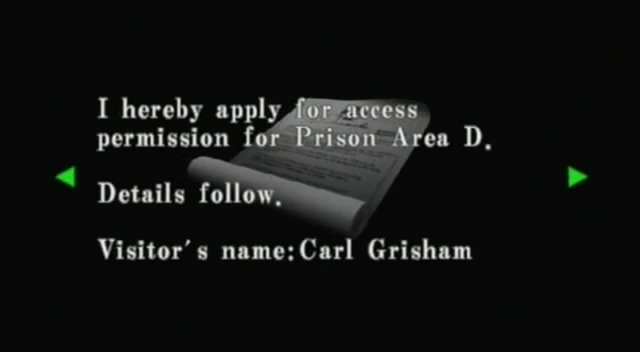 I hereby apply for access
permission for Prison Area D.
Details follow.
Visitor's name:Carl Grisham